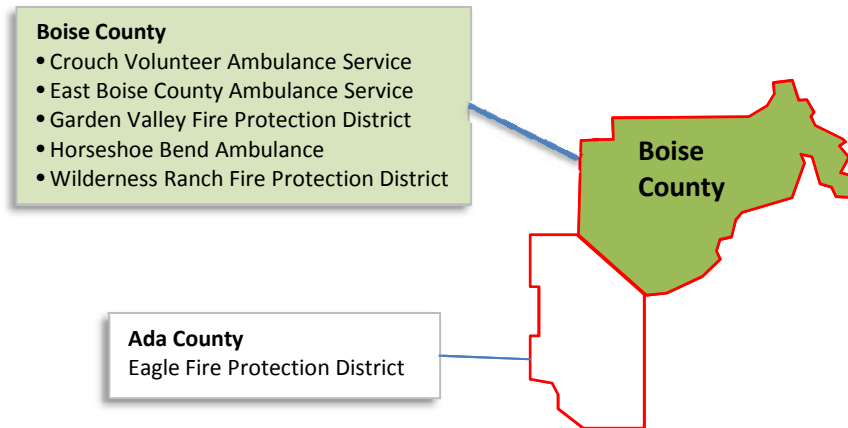 Boise County
• Crouch Volunteer Ambulance Service
• East Boise County Ambulance Service
• Garden Valley Fire Protection District
• Horseshoe Bend Ambulance
• Wilderness Ranch Fire Protection District
Boise
County
Ada County
Eagle Fire Protection District